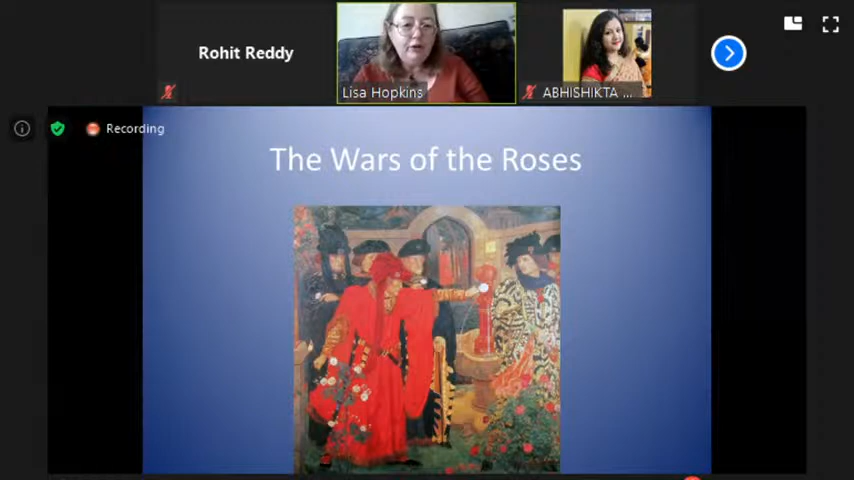 Rohit Reddy
Lisa Hopkins
ABHISHIKTA ...
Recording
The Wars of the Roses